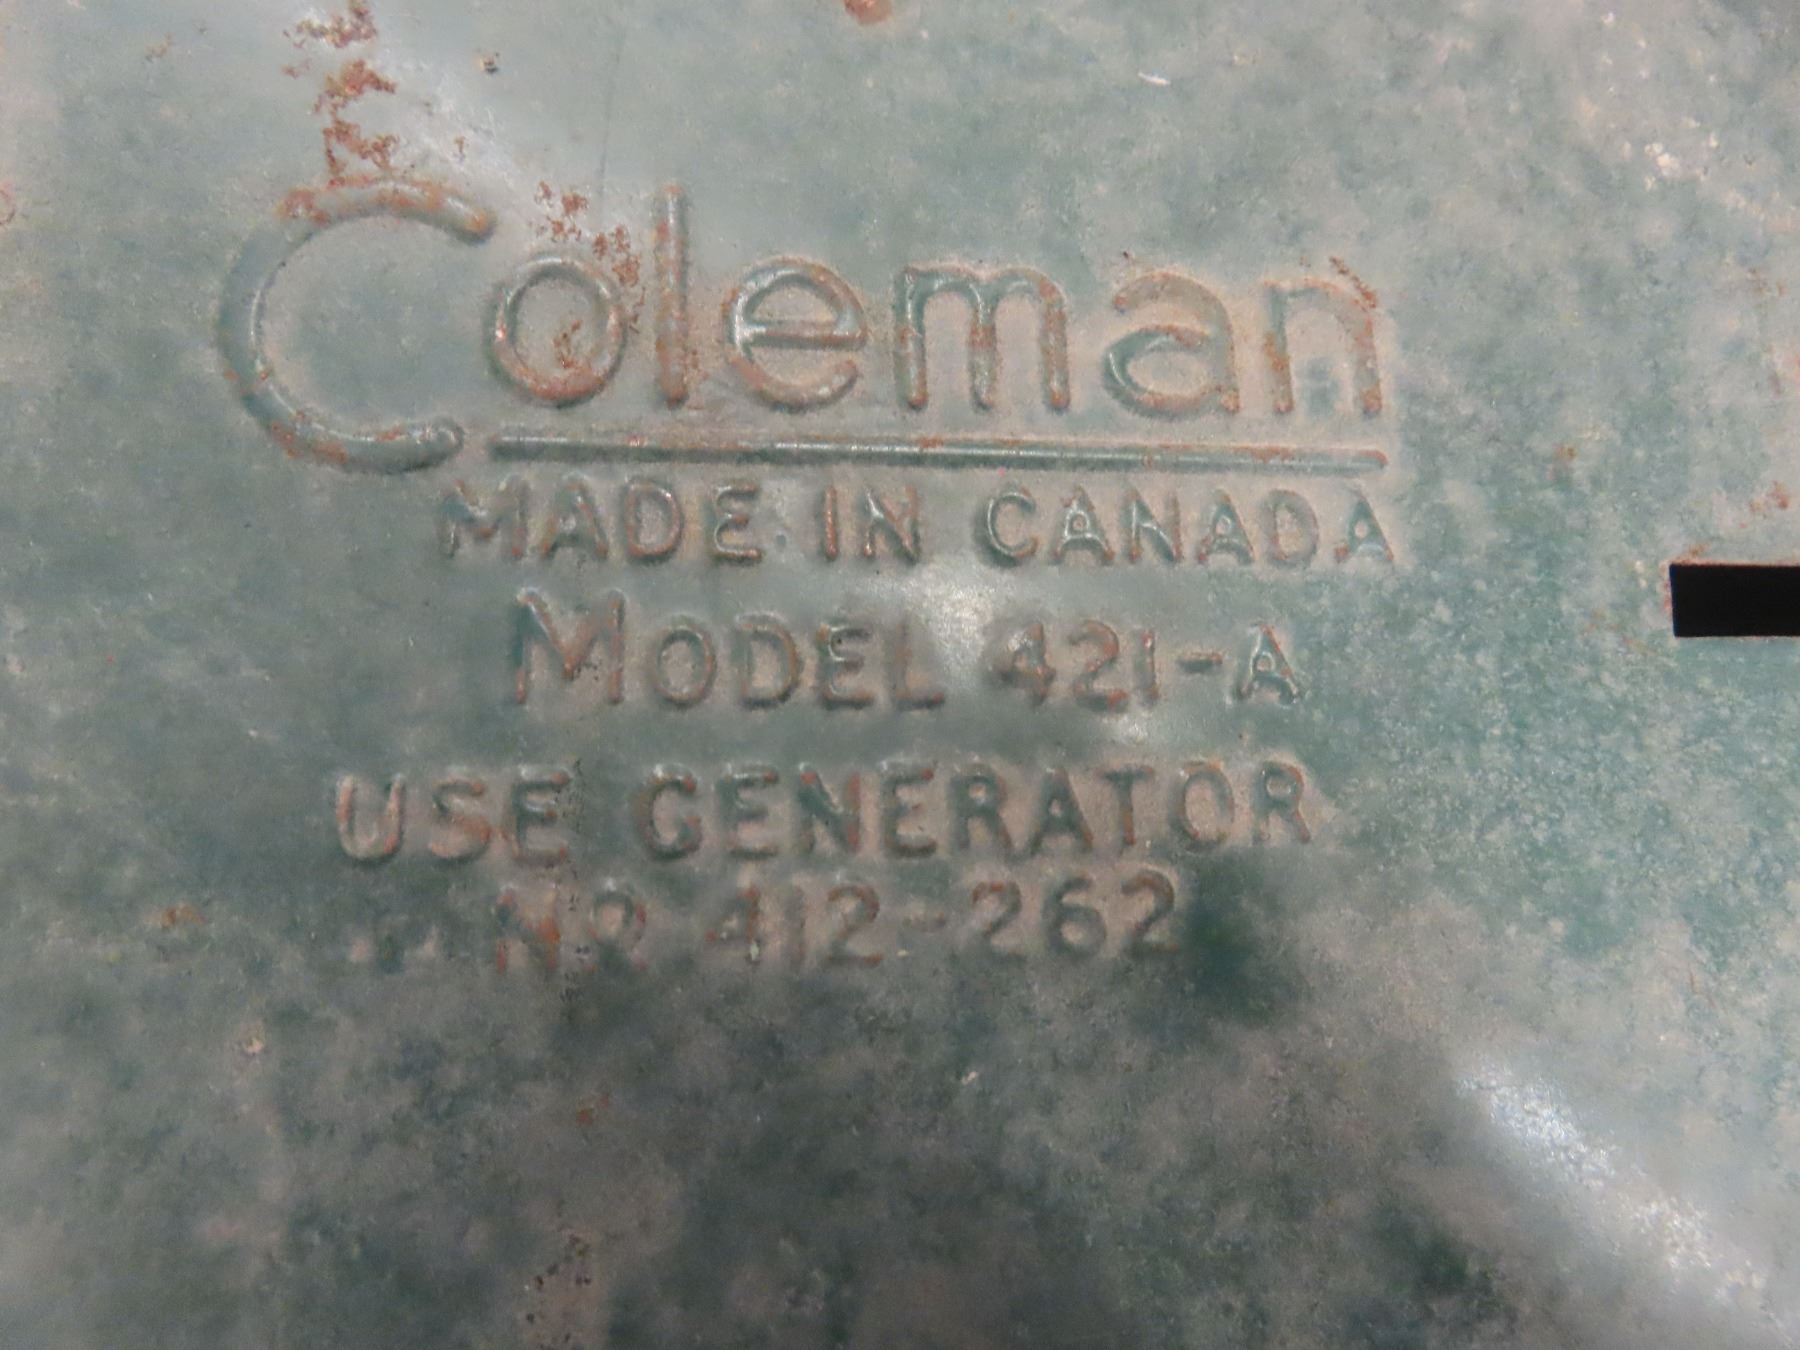 Coleman
MADE IN CANADA
MODEL 421-A
USE GENERATOR
No 412-262